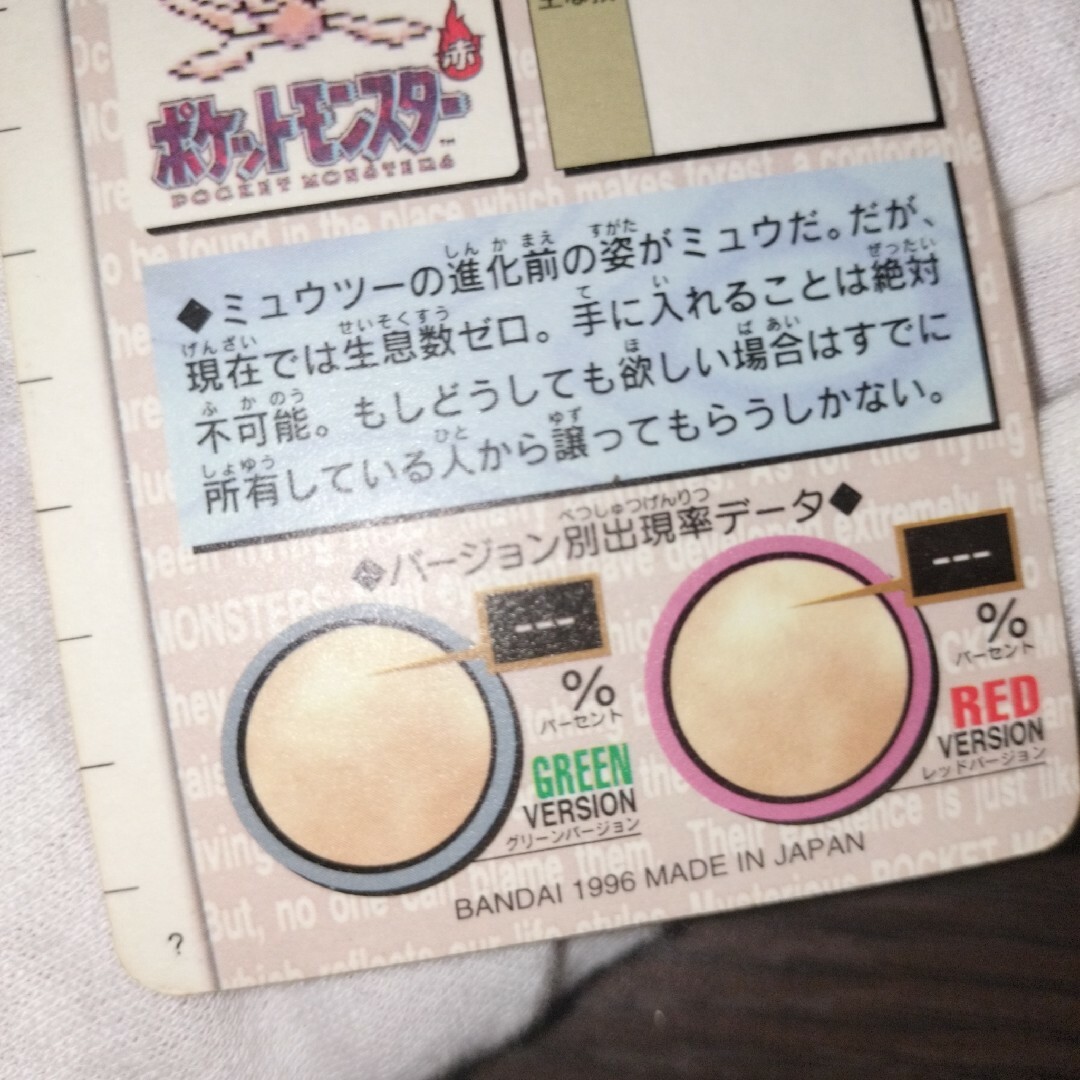 赤
ポケットモンスター™
POCKET MONSTERS
◆ミュウツーの進化前の姿がミュウだ。だが、
現在では生息数ゼロ。手に入れることは絶対
不可能。もしどうしても欲しい場合はすでに
所有している人から譲ってもらうしかない。
◆バージョン別出現率データ◆
---
%
パーセント
GREEN
VERSION
グリーンバージョン
---
%
パーセント
RED
VERSION
レッドバージョン
BANDAI 1996 MADE IN JAPAN
?